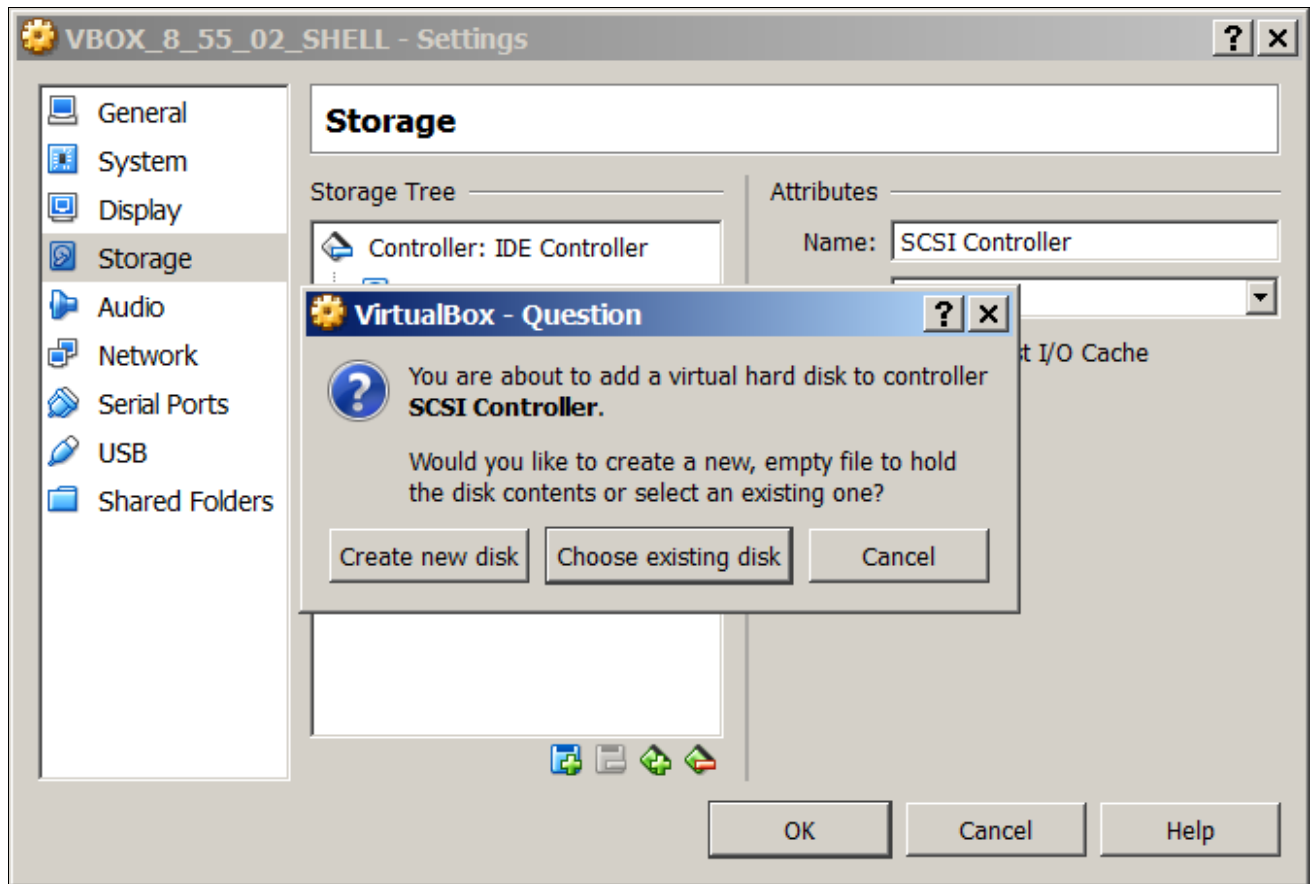 VBOX_8_55_02_SHELL - Settings
General
System
Display
Storage
Audio
Network
Serial Ports
USB
Shared Folders
Storage
Storage Tree
Controller: IDE Controller
Attributes
Name: SCSI Controller
t I/O Cache
VirtualBox - Question
You are about to add a virtual hard disk to controller
SCSI Controller.
Would you like to create a new, empty file to hold
the disk contents or select an existing one?
Create new disk Choose existing disk Cancel
OK Cancel Help